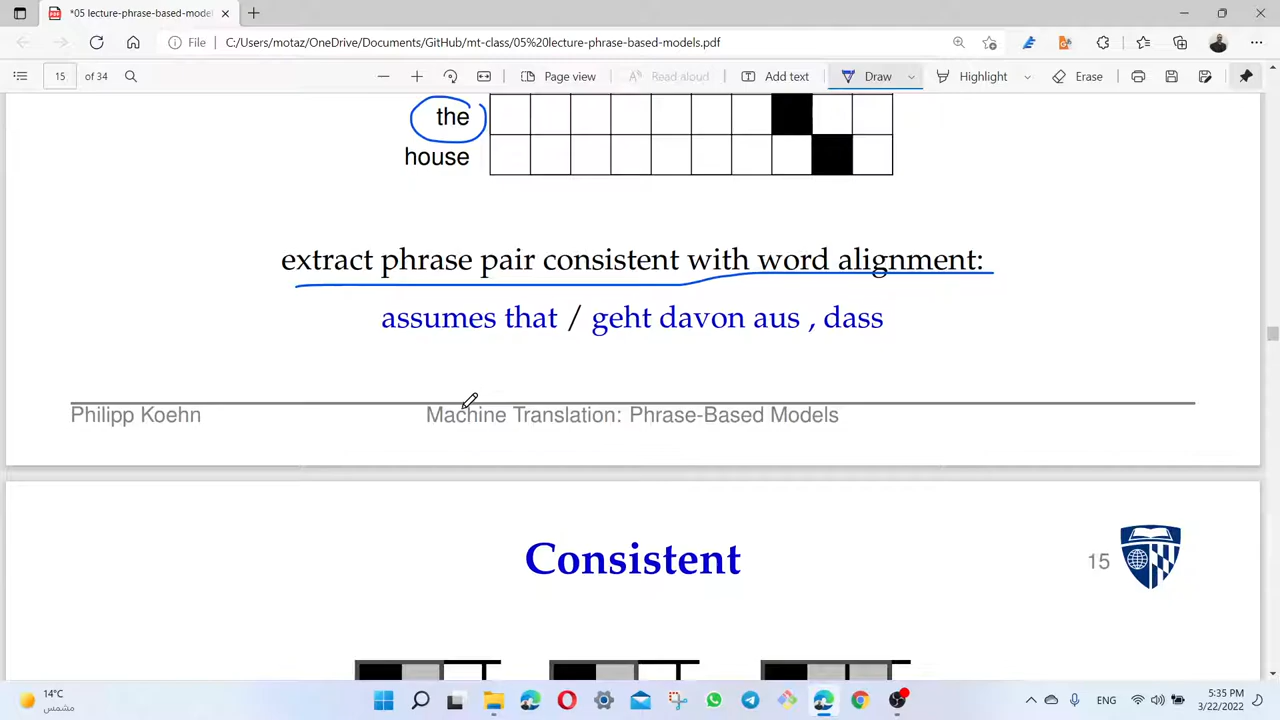 *05 lecture-phrase-based-model
File C:/Users/motaz/OneDrive/Documents/GitHub/mt-class/05%20lecture-phrase-based-models.pdf
15 of 34 Page view Read aloud Add text Draw Highlight Erase
the
house
extract phrase pair consistent with word alignment:
assumes that / geht davon aus , dass
Philipp Koehn Machine Translation: Phrase-Based Models
Consistent
15
14°C
مشمس
ENG
5:35 PM
3/22/2022